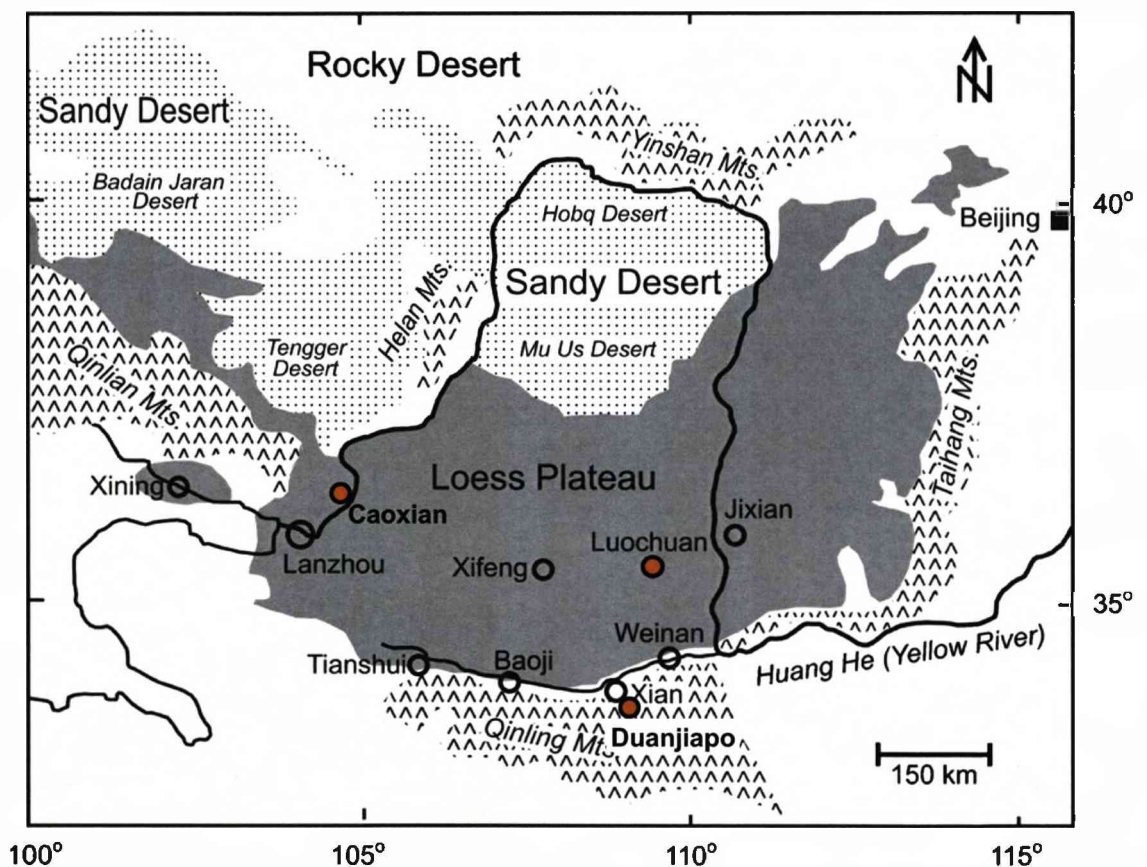 Rocky Desert
N
Sandy Desert
Yinshan Mts.
Badain Jaran
Desert
Hobq Desert
40°
Beijing
Helan Mts.
Sandy Desert
Tengger
Desert
Mu Us Desert
Qinlian Mts.
Taihang Mts.
Loess Plateau
Xining
Caoxian
Jixian
Luochuan
Lanzhou
Xifeng
35°
Weinan
Tianshui
Baoji
Huang He (Yellow River)
Xian
Qinling Mts.
Duanjiapo
150 km
100°
105°
110°
115°